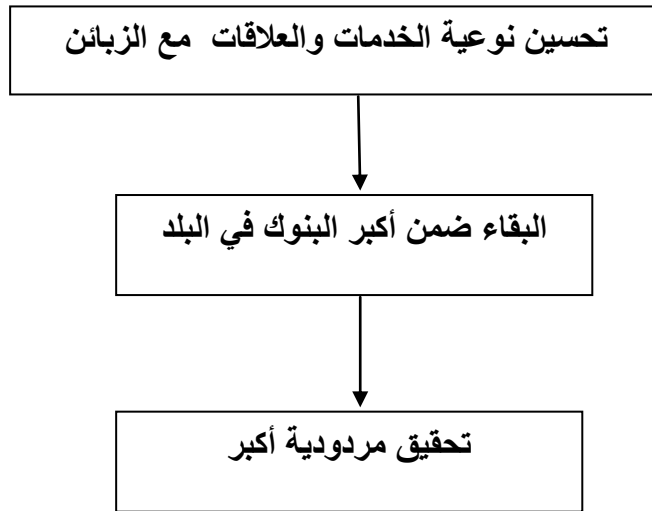 تحسين نوعية الخدمات والعلاقات مع الزبائن
البقاء ضمن أكبر البنوك في البلد
تحقيق مردودية أكبر